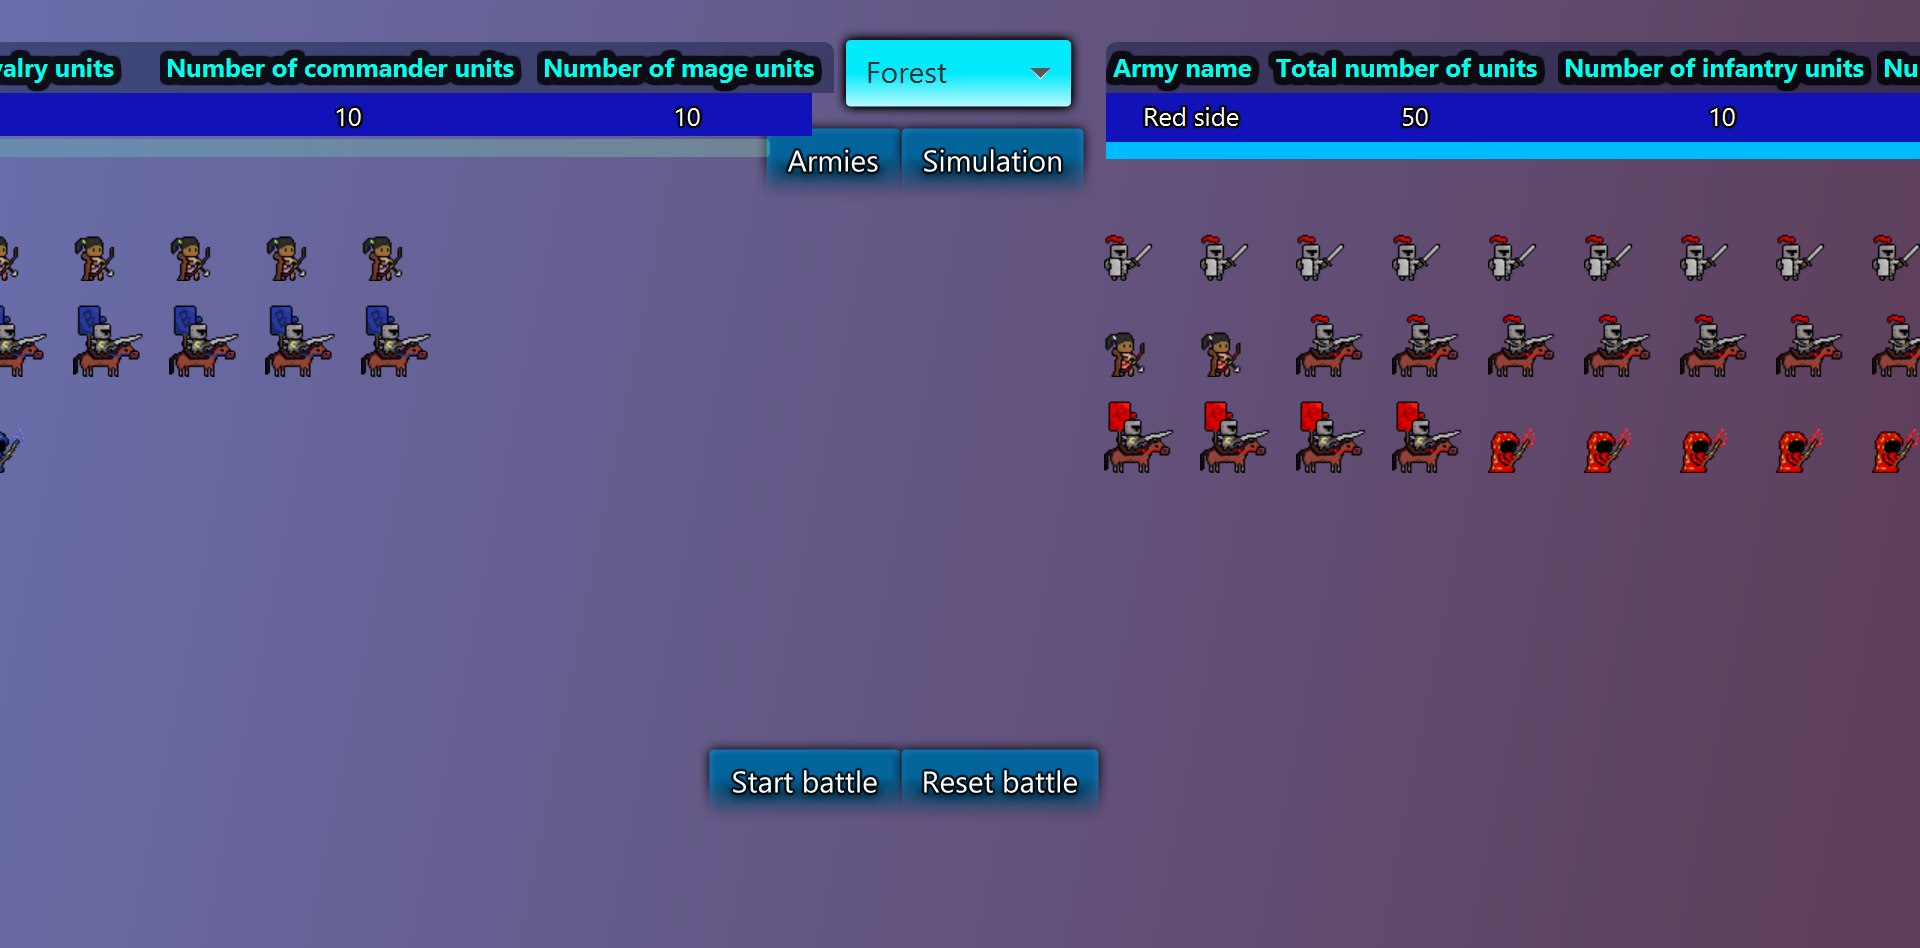 valry units Number of commander units Number of mage units
10 10
Forest
Armies Simulation
Army name Total number of units Number of infantry units Nu
Red side 50 10
Start battle Reset battle